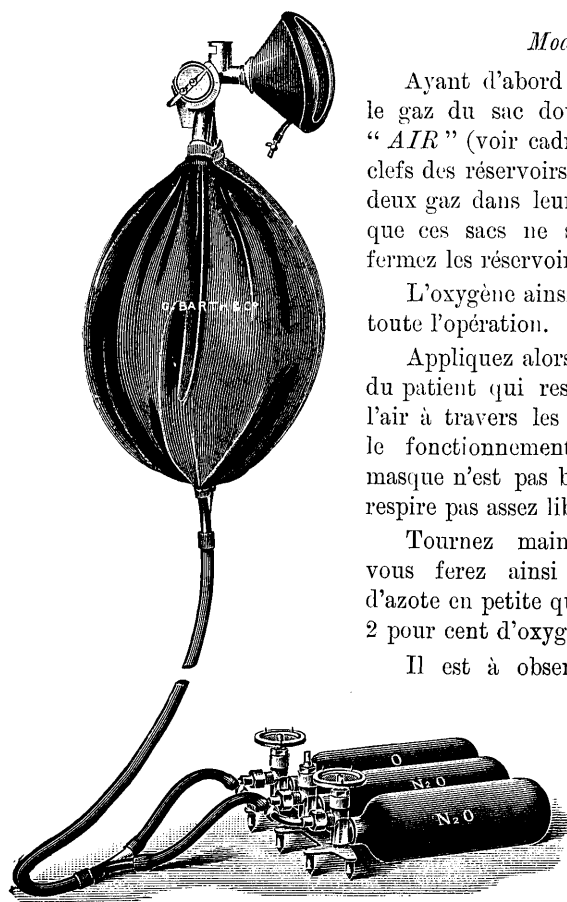 Moc
Ayant d'abord
le gaz du sac do
“ AIR ” (voir cad
clefs des réservoirs
deux gaz dans leur
que ces sacs ne s
fermez les réservoir
L'oxygène ains
toute l'opération.
Appliquez alors
du patient qui res
l'air à travers les
le fonctionnement
masque n'est pas b
respire pas assez lib
Tournez main
vous ferez ainsi
d'azote en petite qu
2 pour cent d'oxyg
Il est à obser
G. BARTH & Co
O
N2O
N2O